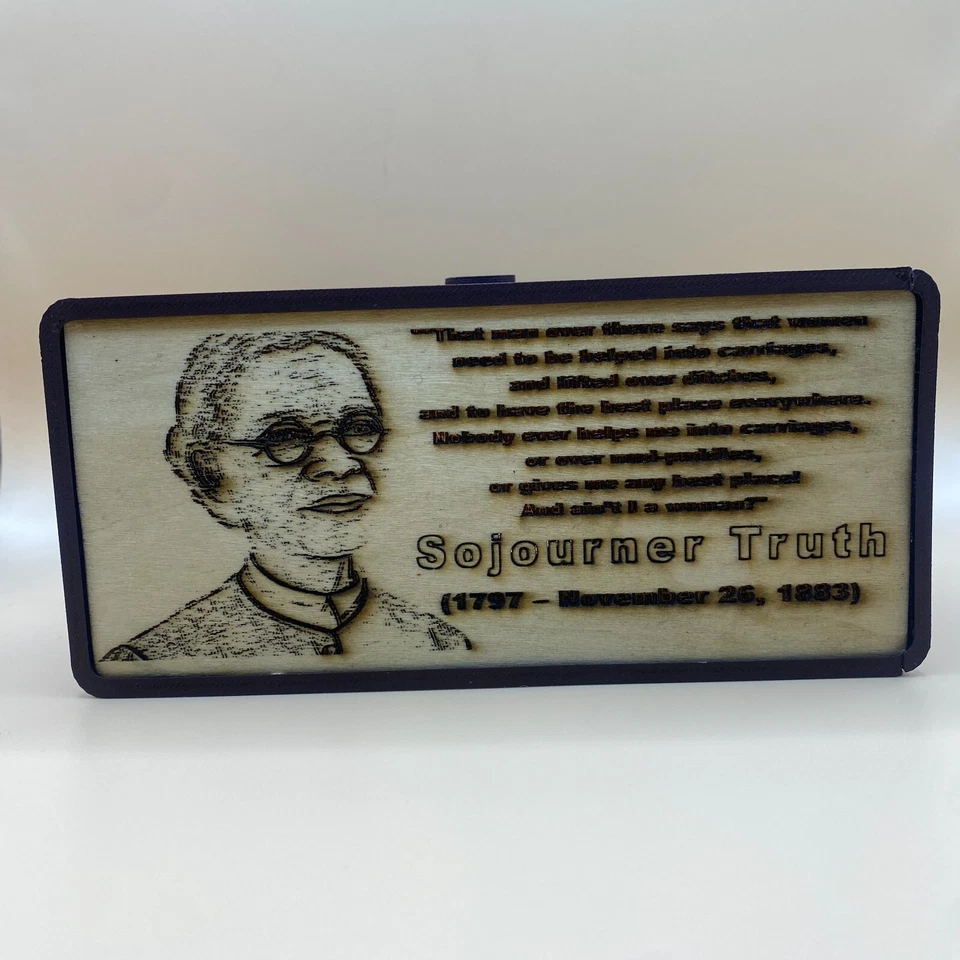 "That man over there says that women
need to be helped into carriages,
and lifted over ditches,
and to have the best place everywhere.
Nobody ever helps me into carriages,
or over mud-puddles,
or gives me any best place!
And ain't I a woman?"
Sojourner Truth
(1797 – November 26, 1883)